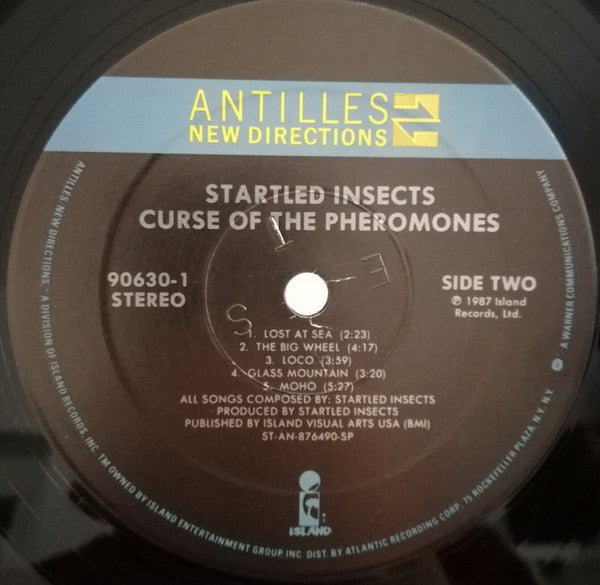 ANTILLES
NEW DIRECTIONS
STARTLED INSECTS
CURSE OF THE PHEROMONES
90630-1
STEREO
SIDE TWO
℗ 1987 Island
Records, Ltd.
1. LOST AT SEA (2:23)
2. THE BIG WHEEL (4:17)
3. LOCO (3:59)
4. GLASS MOUNTAIN (3:20)
5. MOHO (5:27)
ALL SONGS COMPOSED BY: STARTLED INSECTS
PRODUCED BY STARTLED INSECTS
PUBLISHED BY ISLAND VISUAL ARTS USA (BMI)
ST-AN-876490-SP
ISLAND
ANTILLES NEW DIRECTIONS · A DIVISION OF ISLAND RECORDS INC. TM OWNED BY ISLAND ENTERTAINMENT GROUP, INC. DIST. BY ATLANTIC RECORDING CORP. 75 ROCKEFELLER PLAZA, N.Y. N.Y. A WARNER COMMUNICATIONS COMPANY